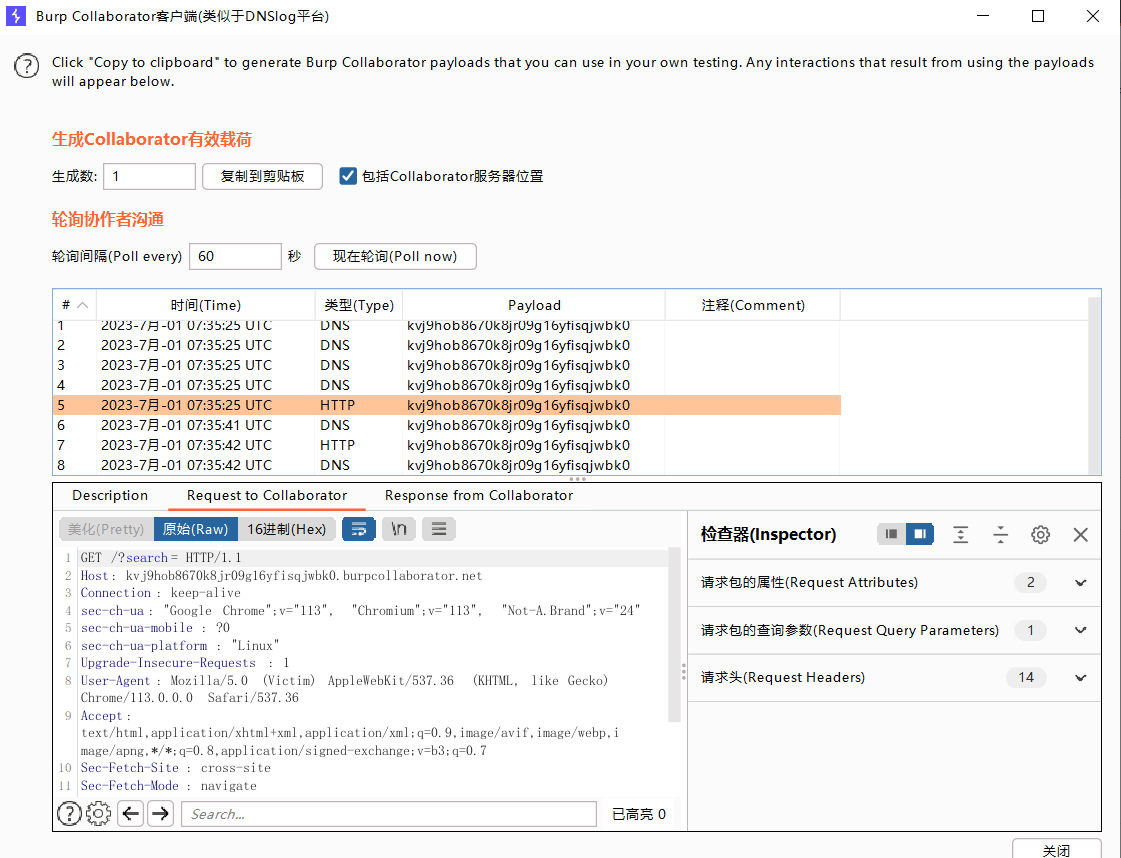 Burp Collaborator客户端(类似于DNSlog平台)
Click "Copy to clipboard" to generate Burp Collaborator payloads that you can use in your own testing. Any interactions that result from using the payloads
will appear below.
生成Collaborator有效载荷
生成数: 1 复制到剪贴板 包括Collaborator服务器位置
轮询协作者沟通
轮询间隔(Poll every) 60 秒 现在轮询(Poll now)
# 时间(Time) 类型(Type) Payload 注释(Comment)
1 2023-7月-01 07:35:25 UTC DNS kvj9hob8670k8jr09g16yfisqjwbk0
2 2023-7月-01 07:35:25 UTC DNS kvj9hob8670k8jr09g16yfisqjwbk0
3 2023-7月-01 07:35:25 UTC DNS kvj9hob8670k8jr09g16yfisqjwbk0
4 2023-7月-01 07:35:25 UTC DNS kvj9hob8670k8jr09g16yfisqjwbk0
5 2023-7月-01 07:35:25 UTC HTTP kvj9hob8670k8jr09g16yfisqjwbk0
6 2023-7月-01 07:35:41 UTC DNS kvj9hob8670k8jr09g16yfisqjwbk0
7 2023-7月-01 07:35:42 UTC HTTP kvj9hob8670k8jr09g16yfisqjwbk0
8 2023-7月-01 07:35:42 UTC DNS kvj9hob8670k8jr09g16yfisqjwbk0
Description Request to Collaborator Response from Collaborator
美化(Pretty) 原始(Raw) 16进制(Hex) \n
1 GET /?search= HTTP/1.1
2 Host: kvj9hob8670k8jr09g16yfisqjwbk0.burpcollaborator.net
3 Connection: keep-alive
4 sec-ch-ua: "Google Chrome";v="113", "Chromium";v="113", "Not-A.Brand";v="24"
5 sec-ch-ua-mobile: ?0
6 sec-ch-ua-platform: "Linux"
7 Upgrade-Insecure-Requests: 1
8 User-Agent: Mozilla/5.0 (Victim) AppleWebKit/537.36 (KHTML, like Gecko)
Chrome/113.0.0.0 Safari/537.36
9 Accept:
text/html,application/xhtml+xml,application/xml;q=0.9,image/avif,image/webp,i
mage/apng,*/*;q=0.8,application/signed-exchange;v=b3;q=0.7
10 Sec-Fetch-Site: cross-site
11 Sec-Fetch-Mode: navigate
Search... 已高亮 0
检查器(Inspector)
请求包的属性(Request Attributes) 2
请求包的查询参数(Request Query Parameters) 1
请求头(Request Headers) 14
关闭